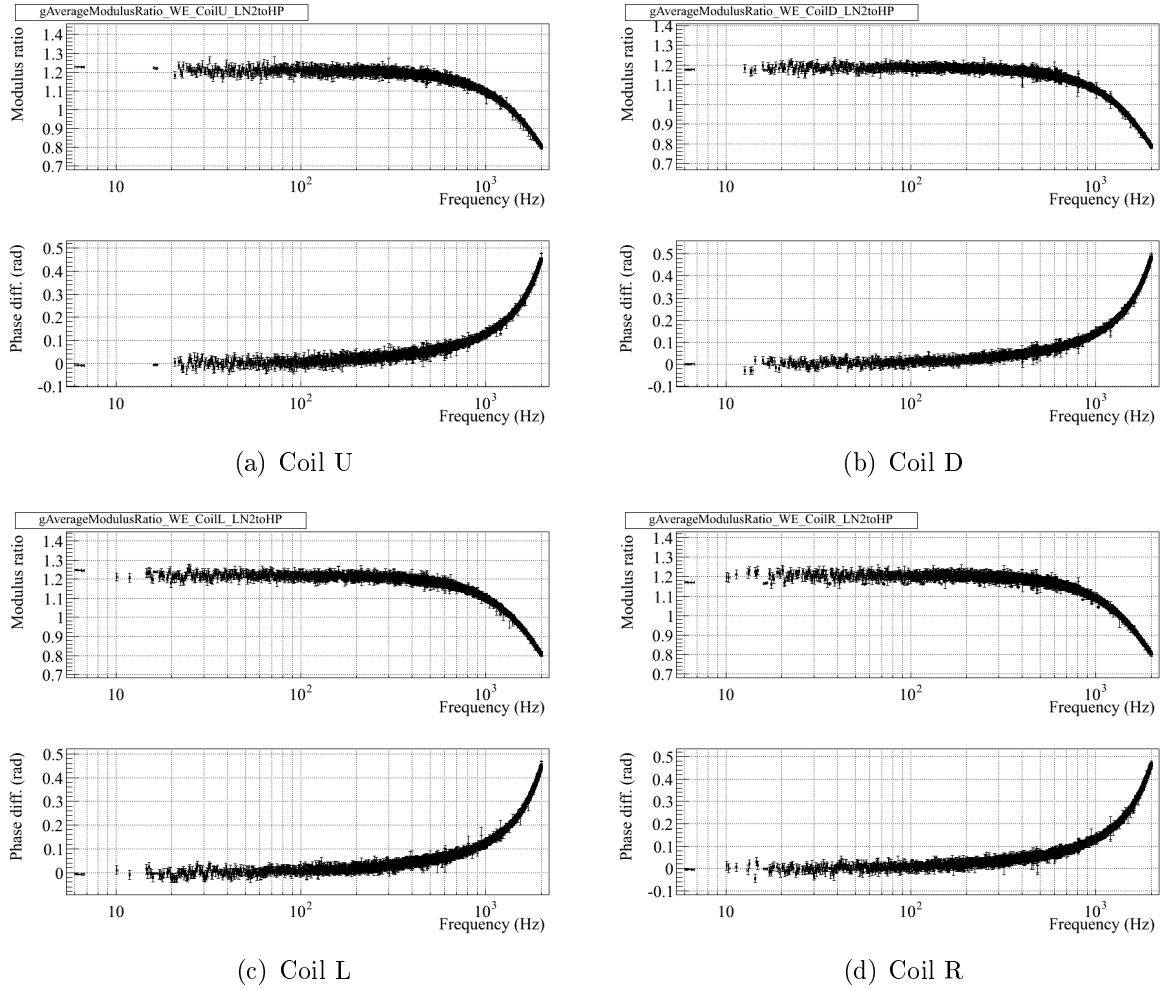 gAverageModulusRatio_WE_CoilU_LN2toHP
Modulus ratio
1.4
1.3
1.2
1.1
1
0.9
0.8
0.7
10 10² 10³
Frequency (Hz)
Phase diff. (rad)
0.5
0.4
0.3
0.2
0.1
0
-0.1
10 10² 10³
Frequency (Hz)
(a) Coil U
gAverageModulusRatio_WE_CoilD_LN2toHP
Modulus ratio
1.4
1.3
1.2
1.1
1
0.9
0.8
0.7
10 10² 10³
Frequency (Hz)
Phase diff. (rad)
0.5
0.4
0.3
0.2
0.1
0
-0.1
10 10² 10³
Frequency (Hz)
(b) Coil D
gAverageModulusRatio_WE_CoilL_LN2toHP
Modulus ratio
1.4
1.3
1.2
1.1
1
0.9
0.8
0.7
10 10² 10³
Frequency (Hz)
Phase diff. (rad)
0.5
0.4
0.3
0.2
0.1
0
10 10² 10³
Frequency (Hz)
(c) Coil L
gAverageModulusRatio_WE_CoilR_LN2toHP
Modulus ratio
1.4
1.3
1.2
1.1
1
0.9
0.8
0.7
10 10² 10³
Frequency (Hz)
Phase diff. (rad)
0.5
0.4
0.3
0.2
0.1
0
-0.1
10 10² 10³
Frequency (Hz)
(d) Coil R